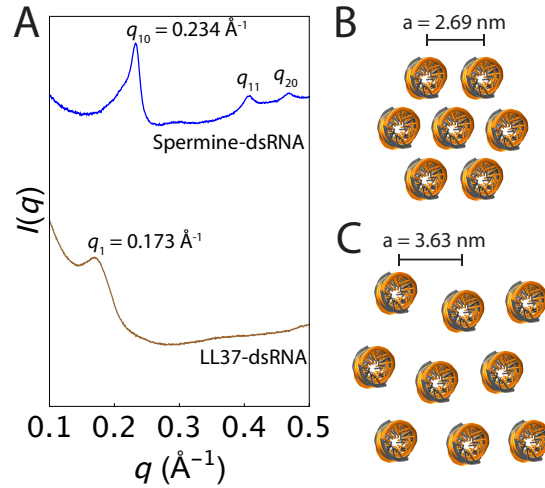 A
q₁₀ = 0.234 Å⁻¹
q₁₁
q₂₀
Spermine-dsRNA
q₁ = 0.173 Å⁻¹
LL37-dsRNA
I(q)
0.1 0.2 0.3 0.4 0.5
q (Å⁻¹)
B
a = 2.69 nm
C
a = 3.63 nm